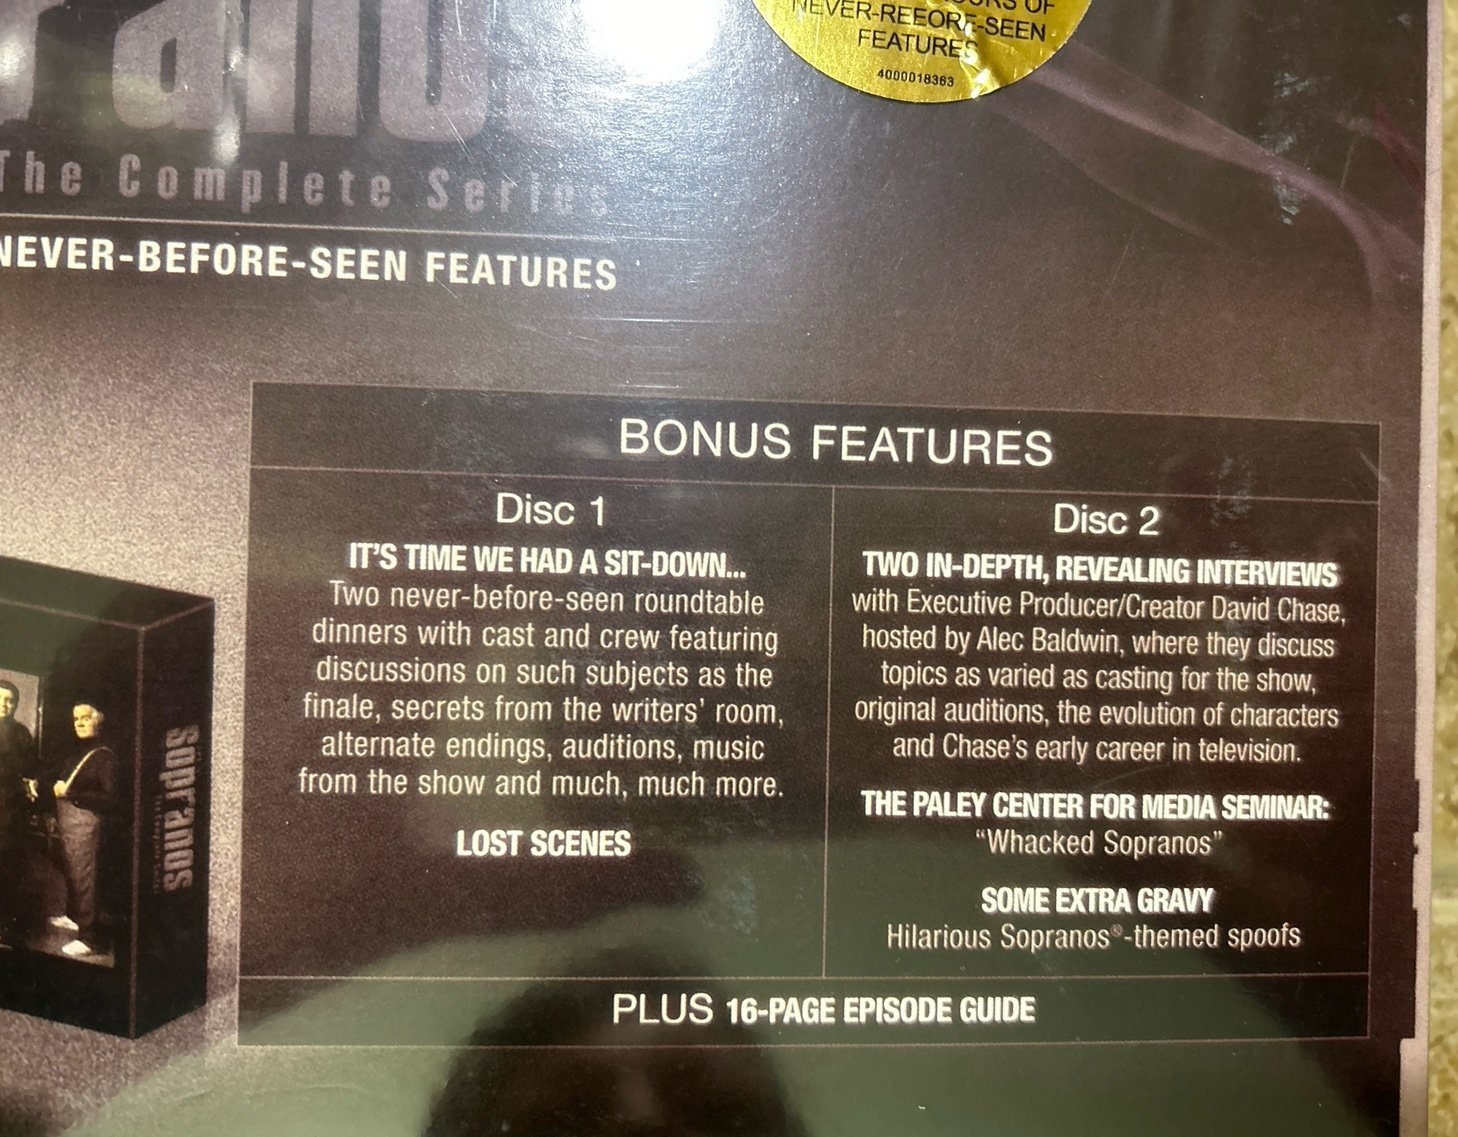 OURS OF
NEVER-BEFORE-SEEN
FEATURES
4000018363
The Complete Series
NEVER-BEFORE-SEEN FEATURES
BONUS FEATURES
Disc 1
IT'S TIME WE HAD A SIT-DOWN...
Two never-before-seen roundtable
dinners with cast and crew featuring
discussions on such subjects as the
finale, secrets from the writers' room,
alternate endings, auditions, music
from the show and much, much more.
LOST SCENES
Disc 2
TWO IN-DEPTH, REVEALING INTERVIEWS
with Executive Producer/Creator David Chase,
hosted by Alec Baldwin, where they discuss
topics as varied as casting for the show,
original auditions, the evolution of characters
and Chase's early career in television.
THE PALEY CENTER FOR MEDIA SEMINAR:
“Whacked Sopranos”
SOME EXTRA GRAVY
Hilarious Sopranos®-themed spoofs
PLUS 16-PAGE EPISODE GUIDE
Sopranos